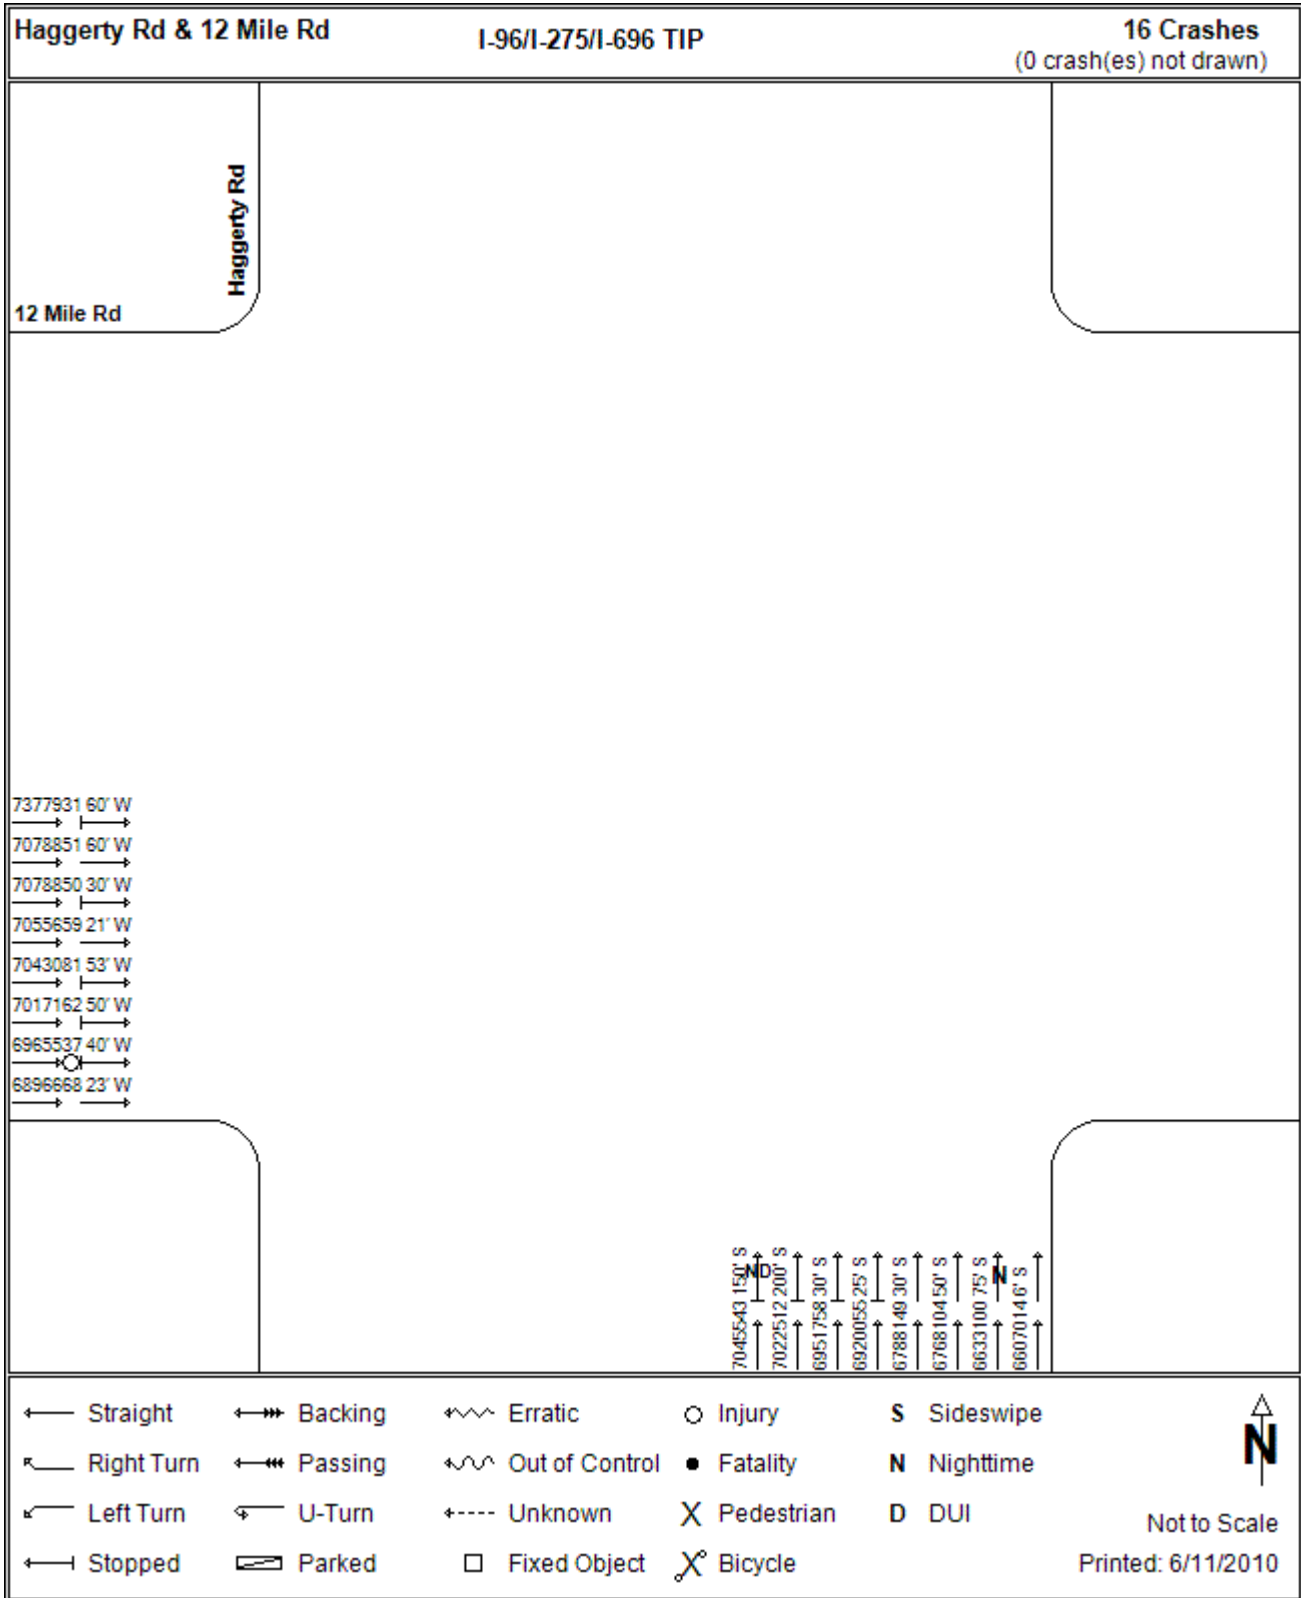 Haggerty Rd & 12 Mile Rd
I-96/I-275/I-696 TIP
16 Crashes
(0 crash(es) not drawn)
Haggerty Rd
12 Mile Rd
7377931 60' W
7078851 60' W
7078850 30' W
7055659 21' W
7043081 53' W
7017162 50' W
6965537 40' W
6896668 23' W
7045543 150' S
ND
7022512 200' S
6951758 30' S
6920055 25' S
6788149 30' S
6768104 50' S
6633100 75' S
N
6607014 6' S
Straight
Backing
Erratic
Injury
S Sideswipe
Right Turn
Passing
Out of Control
Fatality
N Nighttime
Left Turn
U-Turn
Unknown
Pedestrian
D DUI
Stopped
Parked
Fixed Object
Bicycle
N
Not to Scale
Printed: 6/11/2010